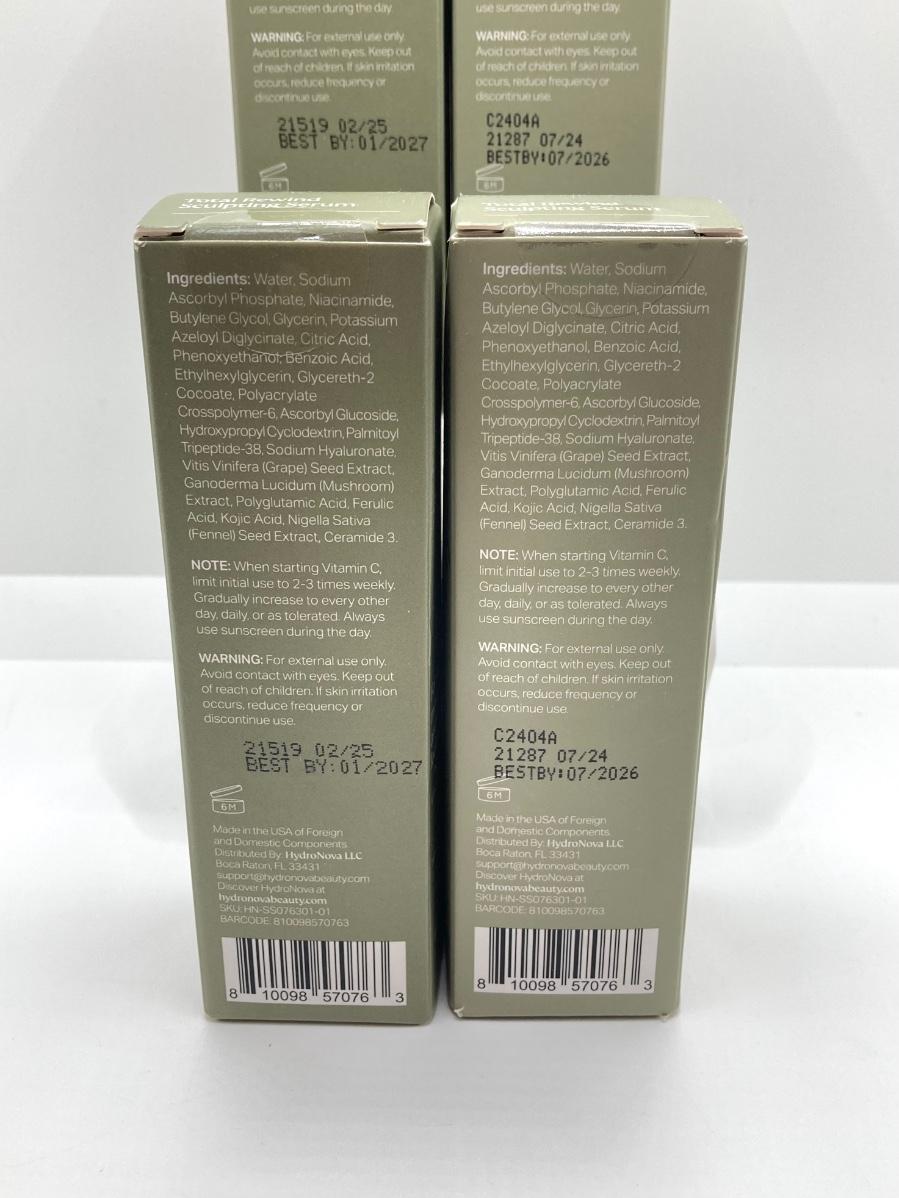 use sunscreen during the day.
WARNING: For external use only.
Avoid contact with eyes. Keep out
of reach of children. If skin irritation
occurs, reduce frequency or
discontinue use.
21519 02/25
BEST BY:01/2027
6M
use sunscreen during the day.
WARNING: For external use only.
Avoid contact with eyes. Keep out
of reach of children. If skin irritation
occurs, reduce frequency or
discontinue use.
C2404A
21287 07/24
BESTBY:07/2026
6M
Total Rewind
Sculpting Serum
Ingredients: Water, Sodium
Ascorbyl Phosphate, Niacinamide,
Butylene Glycol, Glycerin, Potassium
Azeloyl Diglycinate, Citric Acid,
Phenoxyethanol, Benzoic Acid,
Ethylhexylglycerin, Glycereth-2
Cocoate, Polyacrylate
Crosspolymer-6, Ascorbyl Glucoside,
Hydroxypropyl Cyclodextrin, Palmitoyl
Tripeptide-38, Sodium Hyaluronate,
Vitis Vinifera (Grape) Seed Extract,
Ganoderma Lucidum (Mushroom)
Extract, Polyglutamic Acid, Ferulic
Acid, Kojic Acid, Nigella Sativa
(Fennel) Seed Extract, Ceramide 3.
NOTE: When starting Vitamin C,
limit initial use to 2-3 times weekly.
Gradually increase to every other
day, daily, or as tolerated. Always
use sunscreen during the day.
WARNING: For external use only.
Avoid contact with eyes. Keep out
of reach of children. If skin irritation
occurs, reduce frequency or
discontinue use.
21519 02/25
BEST BY:01/2027
6M
Made in the USA of Foreign
and Domestic Components
Distributed By: HydroNova LLC
Boca Raton, FL 33431
support@hydronovabeauty.com
Discover HydroNova at
hydronovabeauty.com
SKU: HN-SS076301-01
BARCODE: 810098570763
8 10098 57076 3
Total Rewind
Sculpting Serum
Ingredients: Water, Sodium
Ascorbyl Phosphate, Niacinamide,
Butylene Glycol, Glycerin, Potassium
Azeloyl Diglycinate, Citric Acid,
Phenoxyethanol, Benzoic Acid,
Ethylhexylglycerin, Glycereth-2
Cocoate, Polyacrylate
Crosspolymer-6, Ascorbyl Glucoside,
Hydroxypropyl Cyclodextrin, Palmitoyl
Tripeptide-38, Sodium Hyaluronate,
Vitis Vinifera (Grape) Seed Extract,
Ganoderma Lucidum (Mushroom)
Extract, Polyglutamic Acid, Ferulic
Acid, Kojic Acid, Nigella Sativa
(Fennel) Seed Extract, Ceramide 3.
NOTE: When starting Vitamin C,
limit initial use to 2-3 times weekly.
Gradually increase to every other
day, daily, or as tolerated. Always
use sunscreen during the day.
WARNING: For external use only.
Avoid contact with eyes. Keep out
of reach of children. If skin irritation
occurs, reduce frequency or
discontinue use.
C2404A
21287 07/24
BESTBY:07/2026
6M
Made in the USA of Foreign
and Domestic Components
Distributed By: HydroNova LLC
Boca Raton, FL 33431
support@hydronovabeauty.com
Discover HydroNova at
hydronovabeauty.com
SKU: HN-SS076301-01
BARCODE: 810098570763
8 10098 57076 3